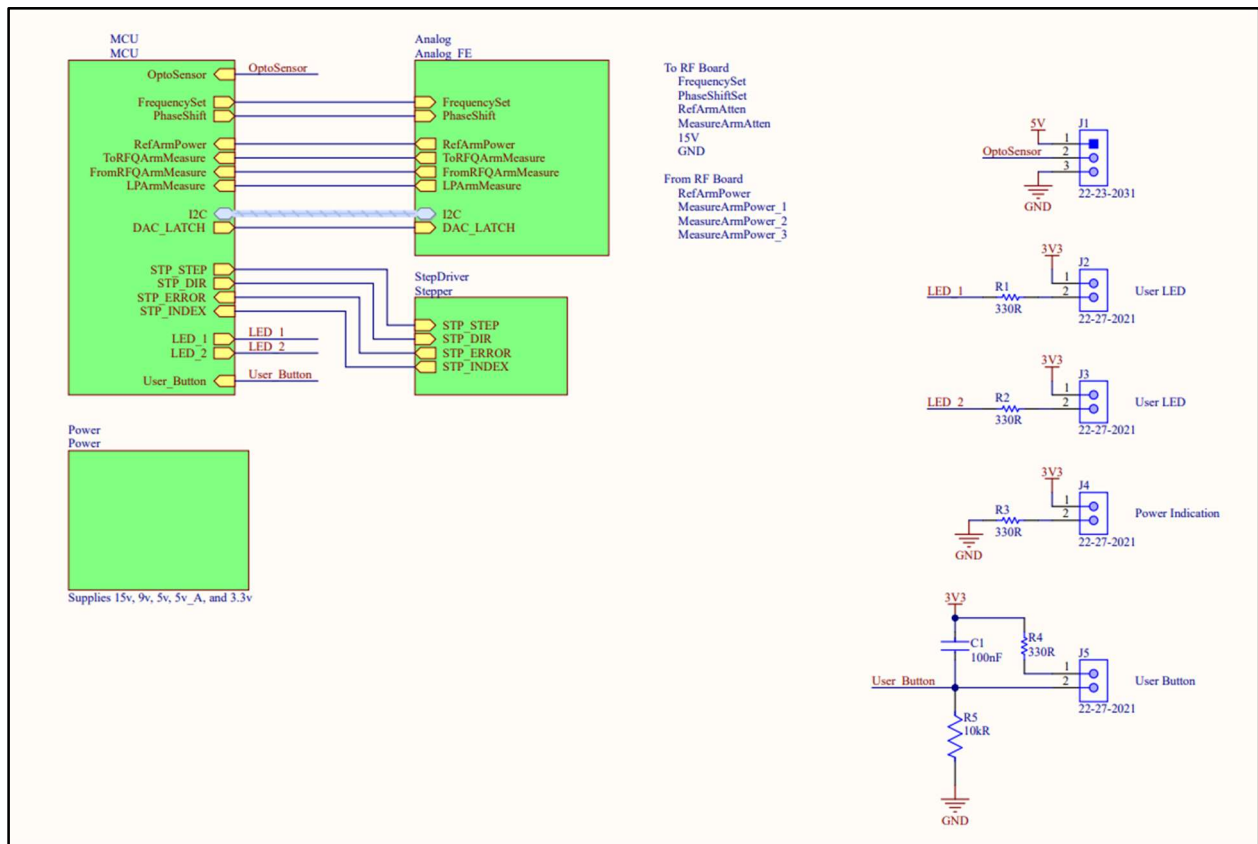 MCU
MCU
OptoSensor
OptoSensor
FrequencySet
PhaseShift
RefArmPower
ToRFQArmMeasure
FromRFQArmMeasure
LPArmMeasure
I2C
DAC_LATCH
STP_STEP
STP_DIR
STP_ERROR
STP_INDEX
LED_1
LED_1
LED_2
LED_2
User_Button
User_Button
Analog
Analog_FE
FrequencySet
PhaseShift
RefArmPower
ToRFQArmMeasure
FromRFQArmMeasure
LPArmMeasure
I2C
DAC_LATCH
StepDriver
Stepper
STP_STEP
STP_DIR
STP_ERROR
STP_INDEX
Power
Power
Supplies 15v, 9v, 5v, 5v_A, and 3.3v
To RF Board
FrequencySet
PhaseShiftSet
RefArmAtten
MeasureArmAtten
15V
GND
From RF Board
RefArmPower
MeasureArmPower_1
MeasureArmPower_2
MeasureArmPower_3
5V
J1
1
OptoSensor
2
3
GND
22-23-2031
3V3
J2
1
LED_1
R1
330R
2
User LED
22-27-2021
3V3
J3
1
LED_2
R2
330R
2
User LED
22-27-2021
3V3
J4
1
R3
330R
2
Power Indication
GND
22-27-2021
3V3
C1
100nF
R4
330R
J5
1
User_Button
2
User Button
22-27-2021
R5
10kR
GND